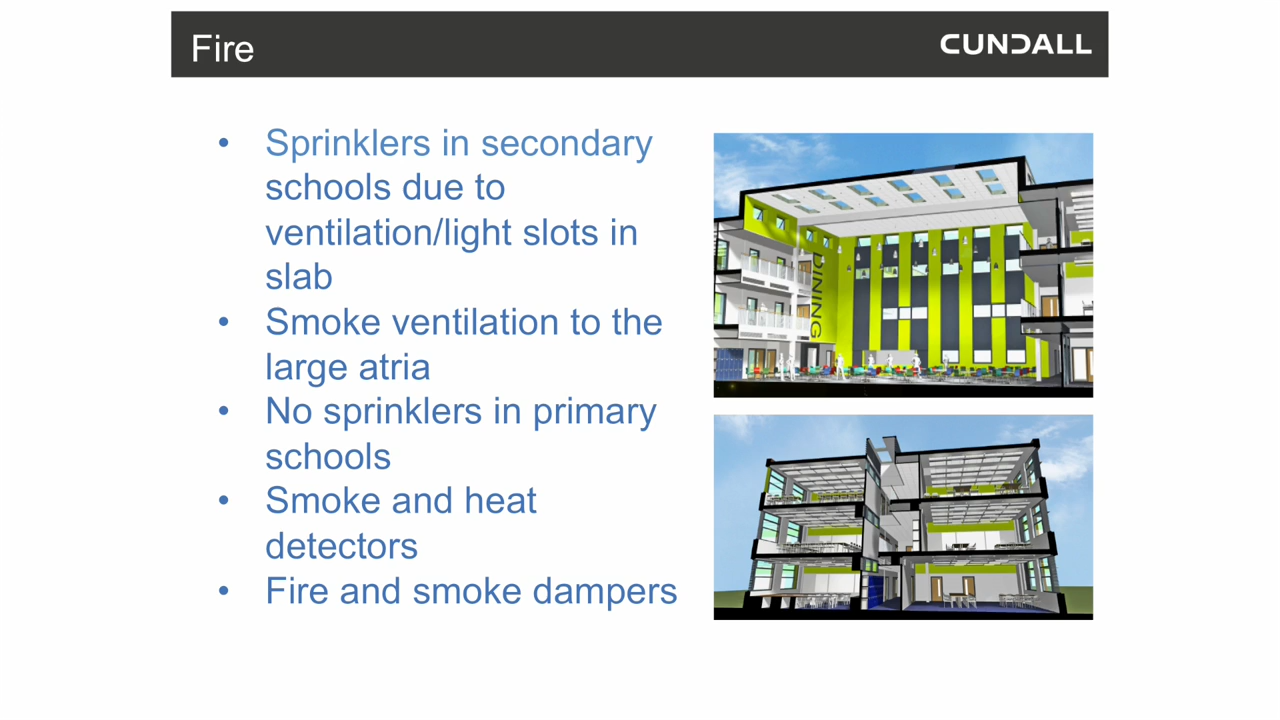 Fire
CUNDALL
• Sprinklers in secondary
schools due to
ventilation/light slots in
slab
• Smoke ventilation to the
large atria
• No sprinklers in primary
schools
• Smoke and heat
detectors
• Fire and smoke dampers
DINING